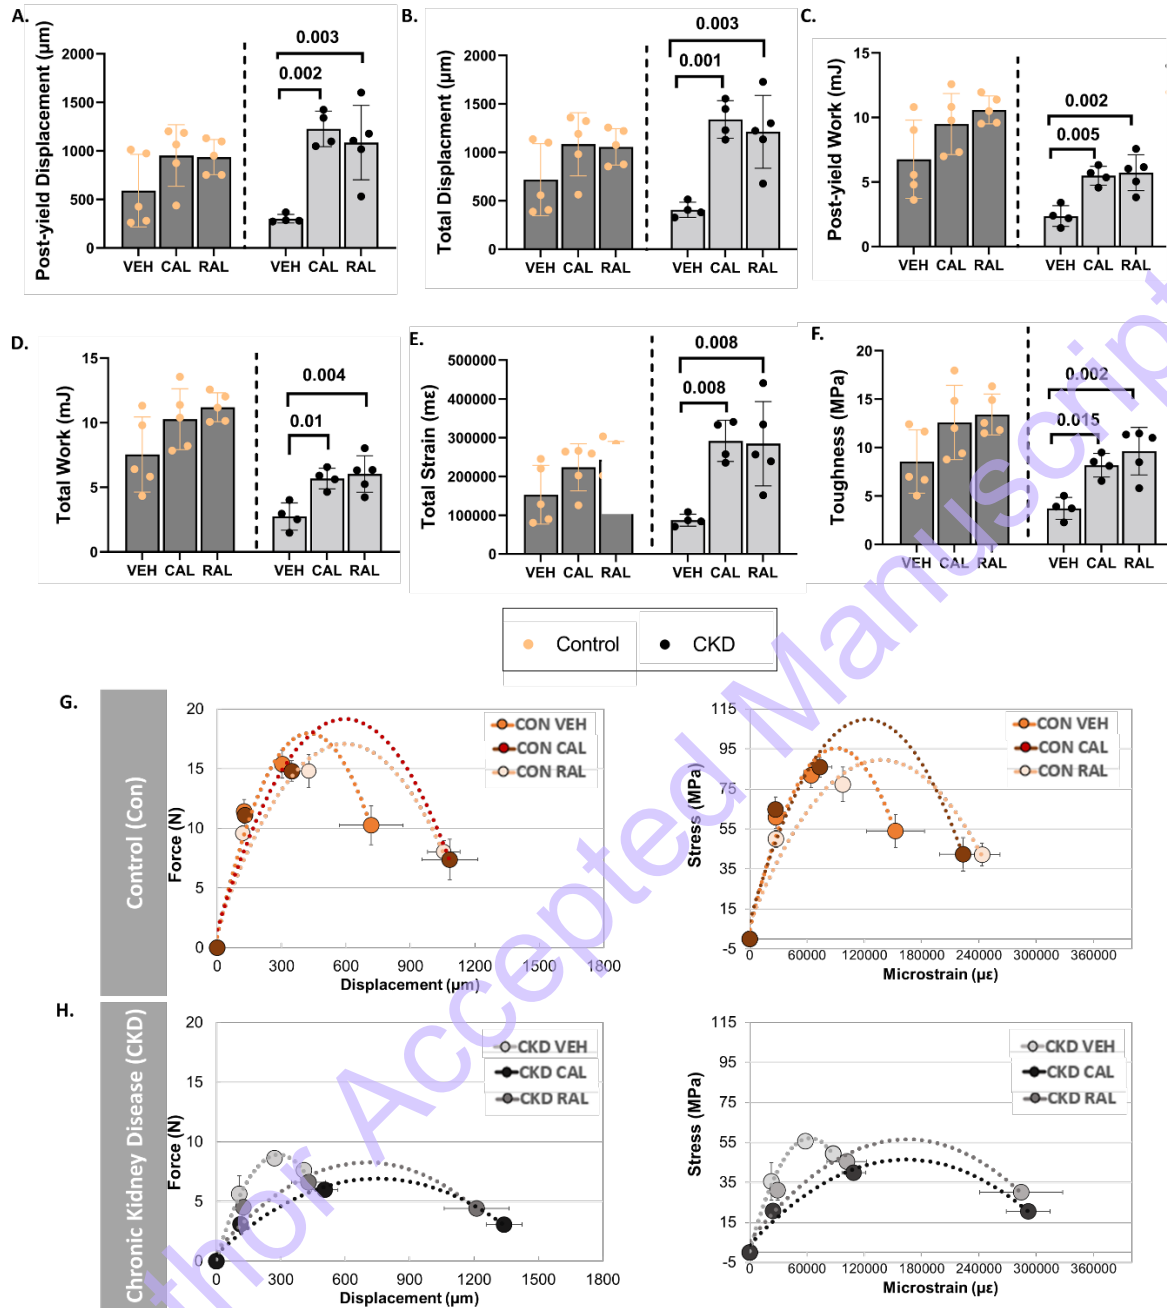 A.
Post-yield Displacement (µm)
2000
1500
1000
500
0
0.003
0.002
VEH CAL RAL VEH CAL RAL
B.
Total Displacment (µm)
2000
1500
1000
500
0
0.003
0.001
VEH CAL RAL VEH CAL RAL
C.
Post-yield Work (mJ)
15
10
5
0
0.002
0.005
VEH CAL RAL VEH CAL RAL
D.
Total Work (mJ)
15
10
5
0
0.004
0.01
VEH CAL RAL VEH CAL RAL
E.
Total Strain (mε)
500000
400000
300000
200000
100000
0
0.008
0.008
VEH CAL RAL VEH CAL RAL
F.
Toughness (MPa)
20
15
10
5
0
0.002
0.015
VEH CAL RAL VEH CAL RAL
Control CKD
G.
Control (Con)
Force (N)
20
15
10
5
0
CON VEH
CON CAL
CON RAL
0 300 600 900 1200 1500 1800
Displacement (µm)
Stress (MPa)
115
95
75
55
35
15
-5
CON VEH
CON CAL
CON RAL
0 60000 120000 180000 240000 300000 360000
Microstrain (µε)
H.
Chronic Kidney Disease (CKD)
Force (N)
20
15
10
5
0
CKD VEH
CKD CAL
CKD RAL
0 300 600 900 1200 1500 1800
Displacement (µm)
Stress (MPa)
115
95
75
55
35
15
-5
CKD VEH
CKD CAL
CKD RAL
0 60000 120000 180000 240000 300000 360000
Microstrain (µε)
thor Accepted Manuscript